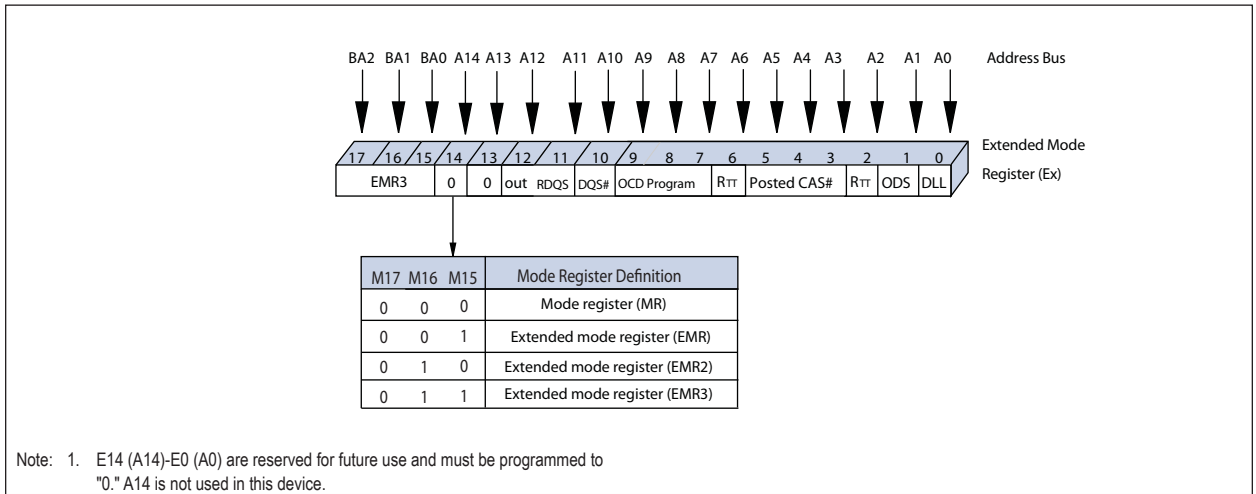 BA2 BA1 BA0 A14 A13 A12 A11 A10 A9 A8 A7 A6 A5 A4 A3 A2 A1 A0 Address Bus
17 16 15 14 13 12 11 10 9 8 7 6 5 4 3 2 1 0 Extended Mode
EMR3 0 0 out RDQS DQS# OCD Program RTT Posted CAS# RTT ODS DLL Register (Ex)
M17 M16 M15 Mode Register Definition
0 0 0 Mode register (MR)
0 0 1 Extended mode register (EMR)
0 1 0 Extended mode register (EMR2)
0 1 1 Extended mode register (EMR3)
Note: 1. E14 (A14)-E0 (A0) are reserved for future use and must be programmed to
"0." A14 is not used in this device.